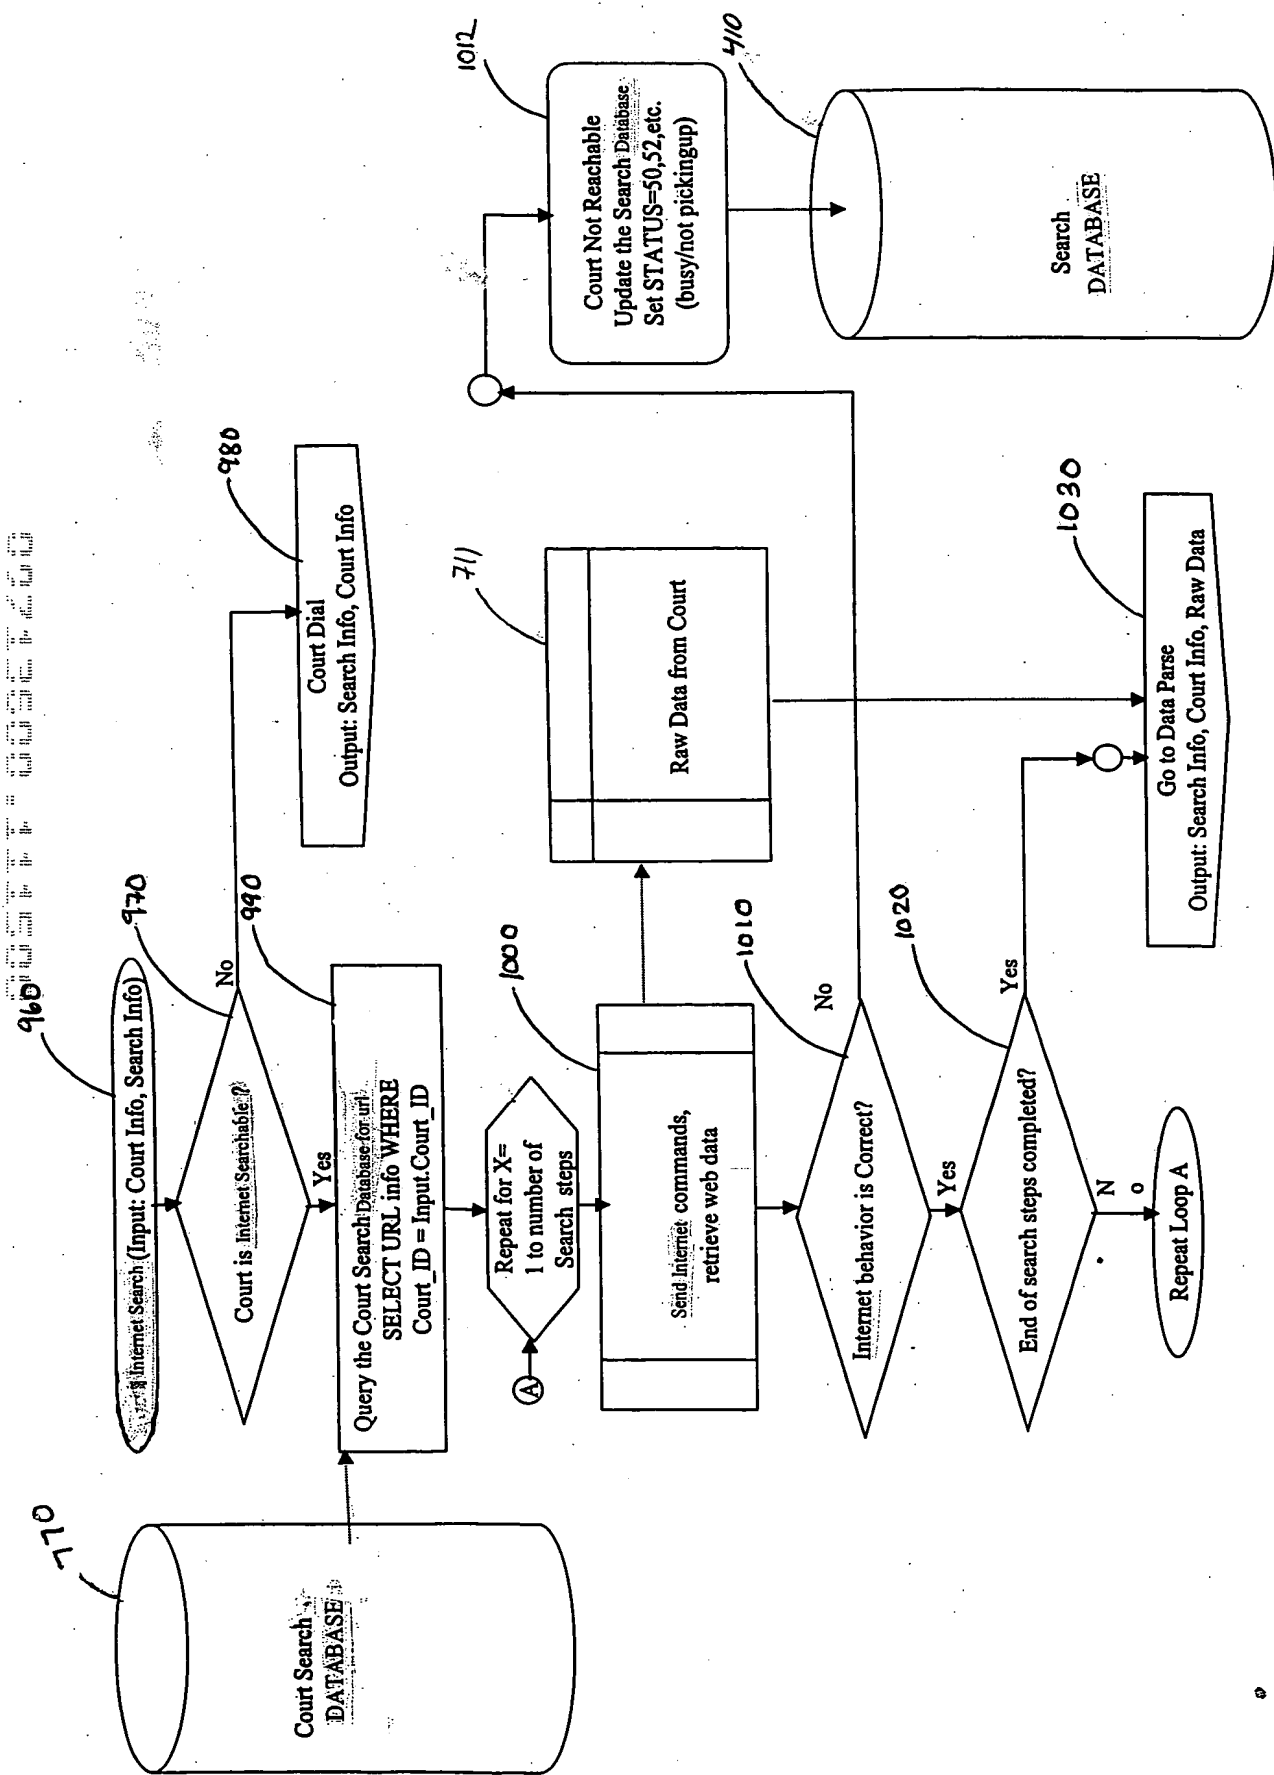 960
Internet Search (Input: Court Info, Search Info)
970
Court is Internet Searchable?
No
Yes
980
Court Dial
Output: Search Info, Court Info
770
Court Search
DATABASE
990
Query the Court Search Database for url
SELECT URL info WHERE
Court_ID = Input.Court_ID
A
Repeat for X=
1 to number of
Search steps
1000
Send Internet commands,
retrieve web data
711
Raw Data from Court
1010
Internet behavior is Correct?
No
Yes
1012
Court Not Reachable
Update the Search Database
Set STATUS=50,52,etc.
(busy/not pickingup)
410
Search
DATABASE
1020
End of search steps completed?
Yes
N
o
1030
Go to Data Parse
Output: Search Info, Court Info, Raw Data
Repeat Loop A